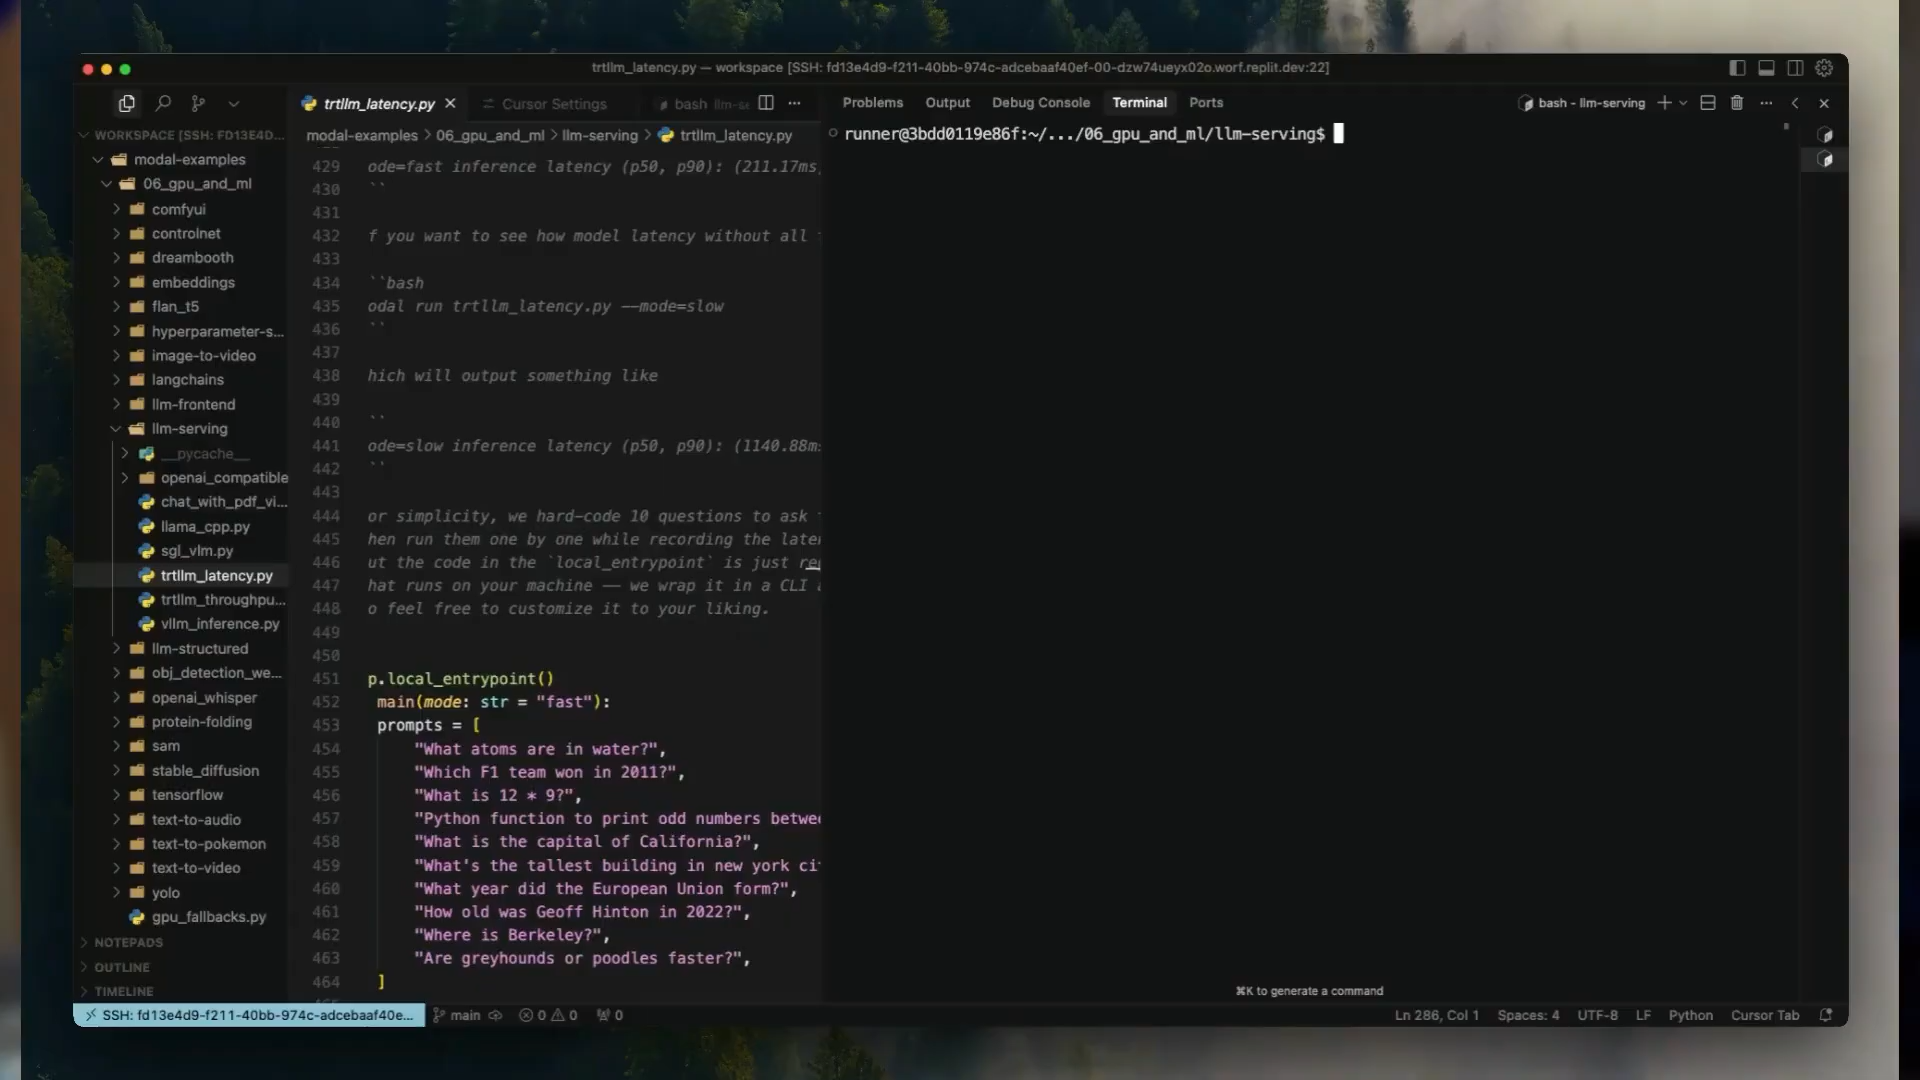 trtllm_latency.py — workspace [SSH: fd13e4d9-f211-40bb-974c-adcebaaf40ef-00-dzw74ueyx02o.worf.replit.dev:22]
WORKSPACE [SSH: FD13E4D...
modal-examples
06_gpu_and_ml
comfyui
controlnet
dreambooth
embeddings
flan_t5
hyperparameter-s...
image-to-video
langchains
llm-frontend
llm-serving
__pycache__
openai_compatible
chat_with_pdf_vi...
llama_cpp.py
sgl_vlm.py
trtllm_latency.py
trtllm_throughpu...
vllm_inference.py
llm-structured
obj_detection_we...
openai_whisper
protein-folding
sam
stable_diffusion
tensorflow
text-to-audio
text-to-pokemon
text-to-video
yolo
gpu_fallbacks.py
NOTEPADS
OUTLINE
TIMELINE
trtllm_latency.py
Cursor Settings
bash llm-se
modal-examples > 06_gpu_and_ml > llm-serving > trtllm_latency.py
429 ode=fast inference latency (p50, p90): (211.17ms,
430 ``
431
432 f you want to see how model latency without all
433
434 ``bash
435 odal run trtllm_latency.py --mode=slow
436 ``
437
438 hich will output something like
439
440 ``
441 ode=slow inference latency (p50, p90): (1140.88ms
442 ``
443
444 or simplicity, we hard-code 10 questions to ask
445 hen run them one by one while recording the laten
446 ut the code in the `local_entrypoint` is just reg
447 hat runs on your machine -- we wrap it in a CLI a
448 o feel free to customize it to your liking.
449
450
451 p.local_entrypoint()
452 main(mode: str = "fast"):
453 prompts = [
454 "What atoms are in water?",
455 "Which F1 team won in 2011?",
456 "What is 12 * 9?",
457 "Python function to print odd numbers betwee
458 "What is the capital of California?",
459 "What's the tallest building in new york cit
460 "What year did the European Union form?",
461 "How old was Geoff Hinton in 2022?",
462 "Where is Berkeley?",
463 "Are greyhounds or poodles faster?",
464 ]
Problems Output Debug Console Terminal Ports
bash - llm-serving
runner@3bdd0119e86f:~/.../06_gpu_and_ml/llm-serving$
⌘K to generate a command
SSH: fd13e4d9-f211-40bb-974c-adcebaaf40e... main 0 0 0
Ln 286, Col 1 Spaces: 4 UTF-8 LF Python Cursor Tab